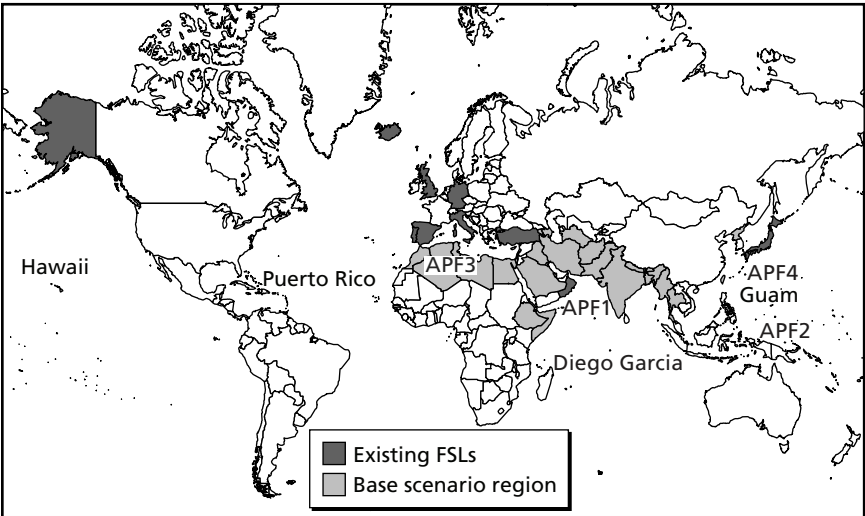 Hawaii
Puerto Rico
APF3
APF4
Guam
APF1
APF2
Diego Garcia
Existing FSLs
Base scenario region